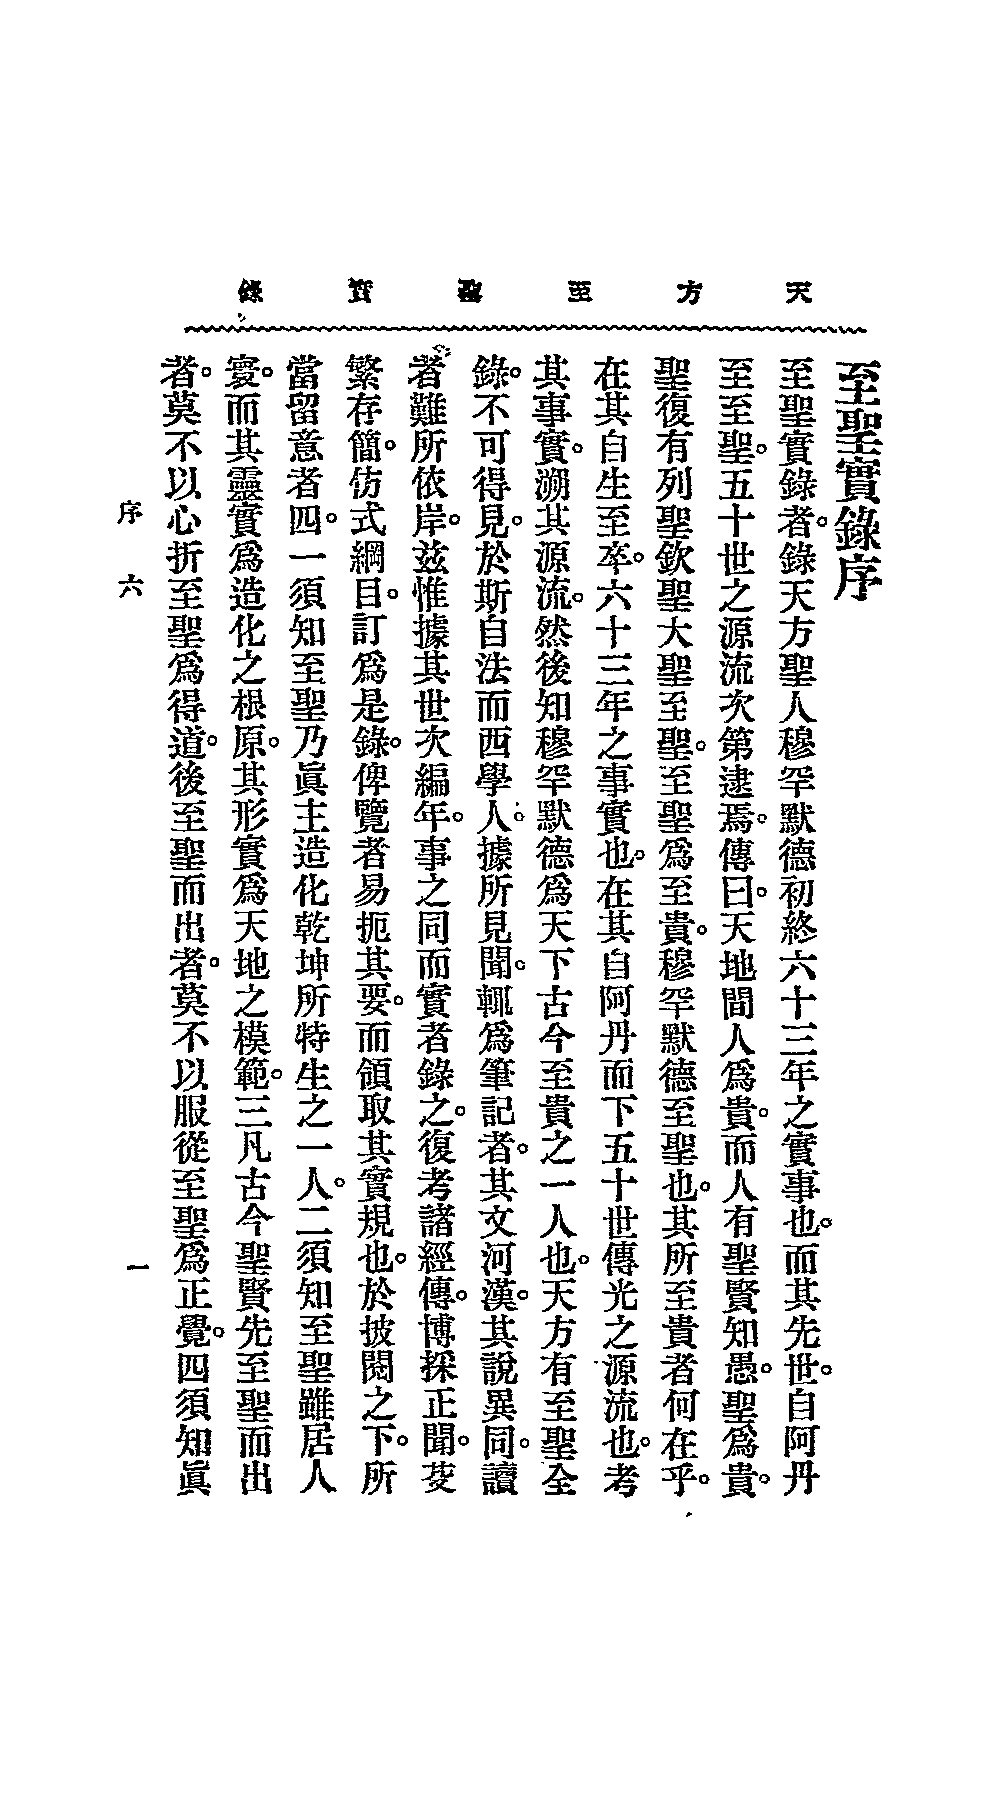 天方至聖實錄
至聖實錄序
至聖實錄者。錄天方聖人穆罕默德初終六十三年之實事也。而其先世。自阿丹
至至聖。五十世之源流次第逮焉。傳曰。天地間人爲貴。而人有聖賢知愚。聖爲貴。
聖復有列聖欽聖大聖至聖。至聖爲至貴。穆罕默德至聖也。其所至貴者何在乎。
在其自生至卒。六十三年之事實也。在其自阿丹而下五十世傳光之源流也。考
其事實。溯其源流。然後知穆罕默德爲天下古今至貴之一人也。天方有至聖全
錄。不可得見。於斯自法而西學人。據所見聞。輒爲筆記者。其文河漢。其說異同。讀
者難所依岸。玆惟據其世次編年。事之同而實者錄之。復考諸經傳。博採正聞。芟
繁存簡。仿式綱目。訂爲是錄。俾覽者易扼其要。而領取其實規也。於披閱之下。所
當留意者四。一須知至聖乃眞主造化乾坤所特生之一人。二須知至聖雖居人
寰。而其靈實爲造化之根原。其形實爲天地之模範。三凡古今聖賢先至聖而出
者。莫不以心折至聖爲得道。後至聖而出者。莫不以服從至聖爲正覺。四須知眞
序 六 一